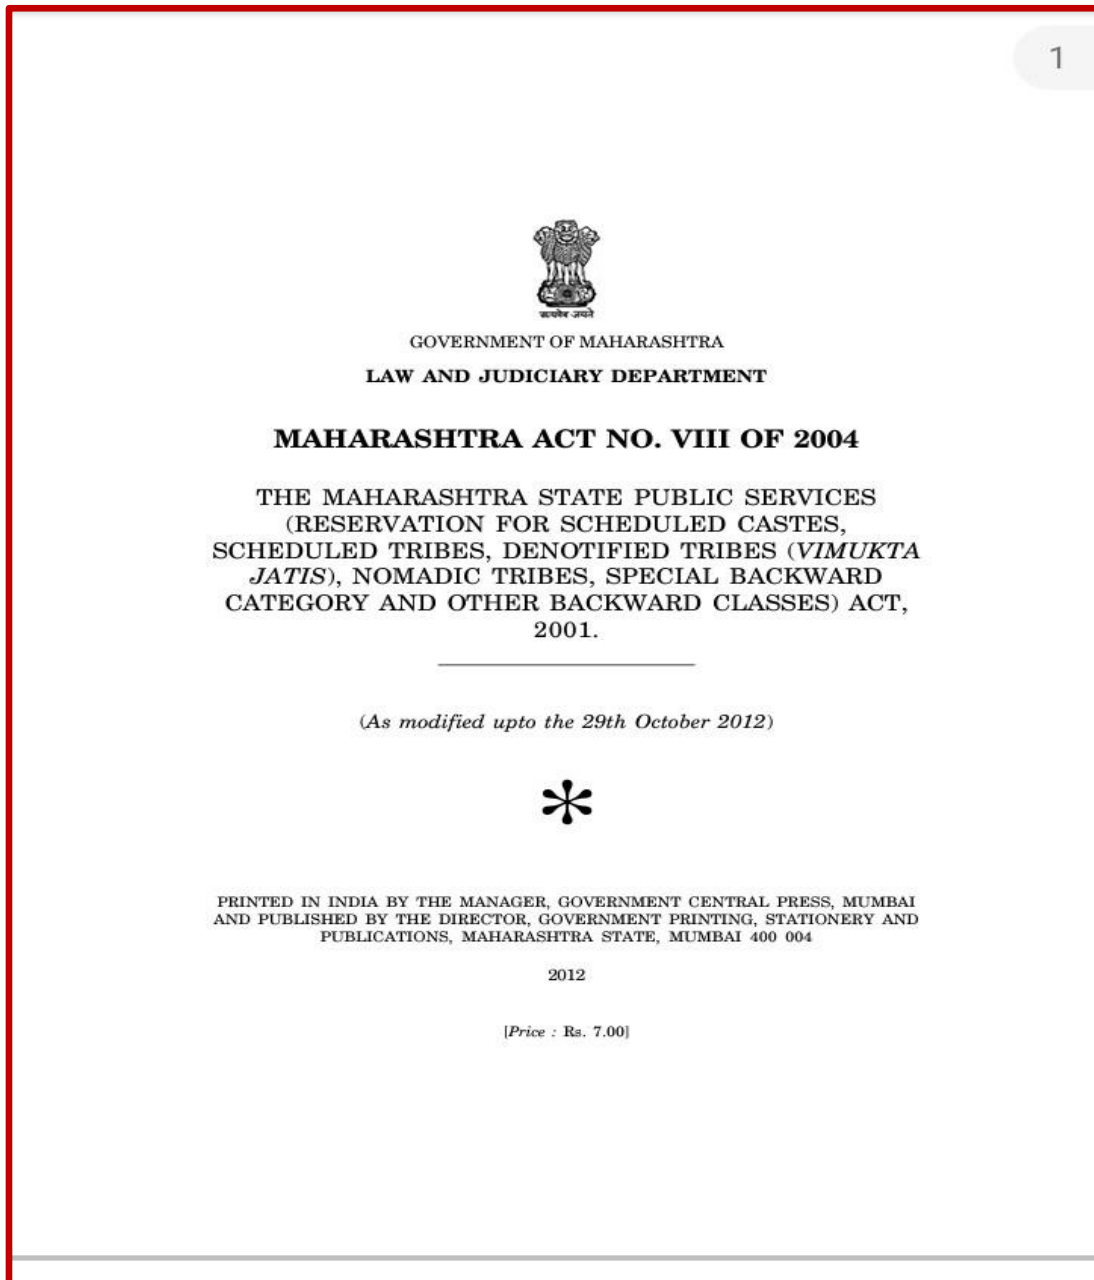 1
सत्यमेव जयते
GOVERNMENT OF MAHARASHTRA
LAW AND JUDICIARY DEPARTMENT
MAHARASHTRA ACT NO. VIII OF 2004
THE MAHARASHTRA STATE PUBLIC SERVICES
(RESERVATION FOR SCHEDULED CASTES,
SCHEDULED TRIBES, DENOTIFIED TRIBES (VIMUKTA
JATIS), NOMADIC TRIBES, SPECIAL BACKWARD
CATEGORY AND OTHER BACKWARD CLASSES) ACT,
2001.
(As modified upto the 29th October 2012)
*
PRINTED IN INDIA BY THE MANAGER, GOVERNMENT CENTRAL PRESS, MUMBAI
AND PUBLISHED BY THE DIRECTOR, GOVERNMENT PRINTING, STATIONERY AND
PUBLICATIONS, MAHARASHTRA STATE, MUMBAI 400 004
2012
[Price : Rs. 7.00]